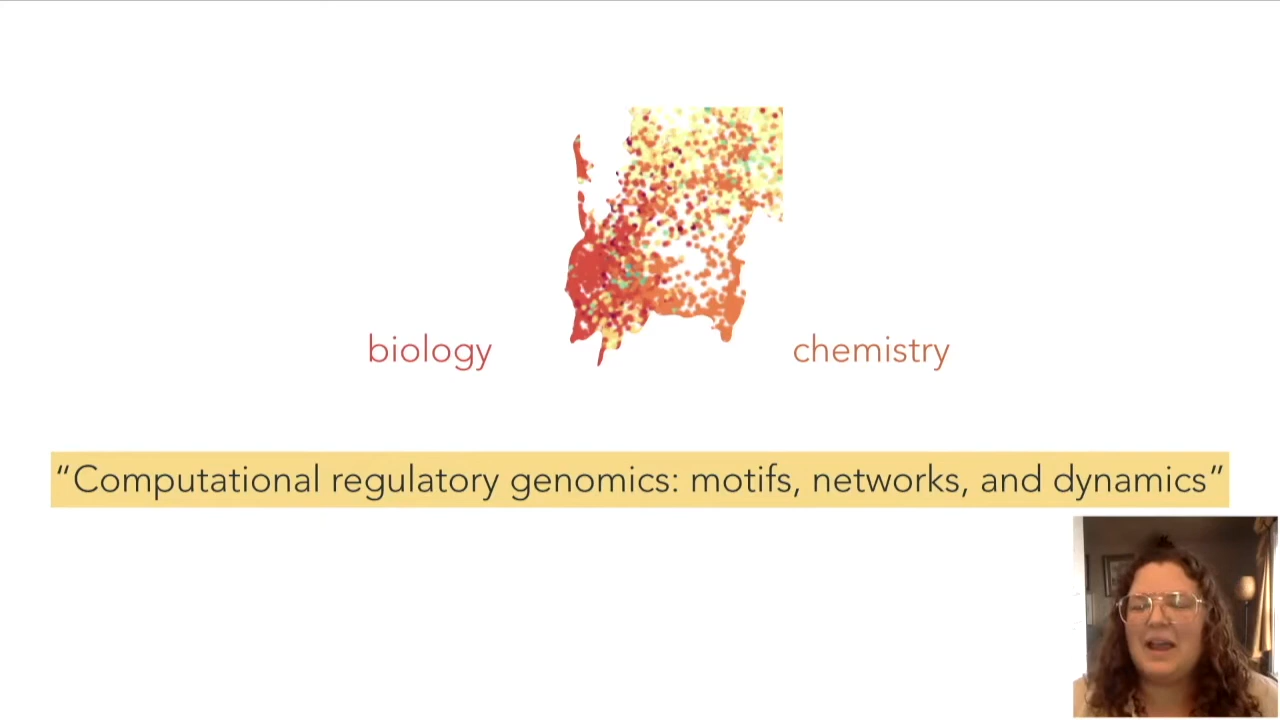 biology
chemistry
“Computational regulatory genomics: motifs, networks, and dynamics”